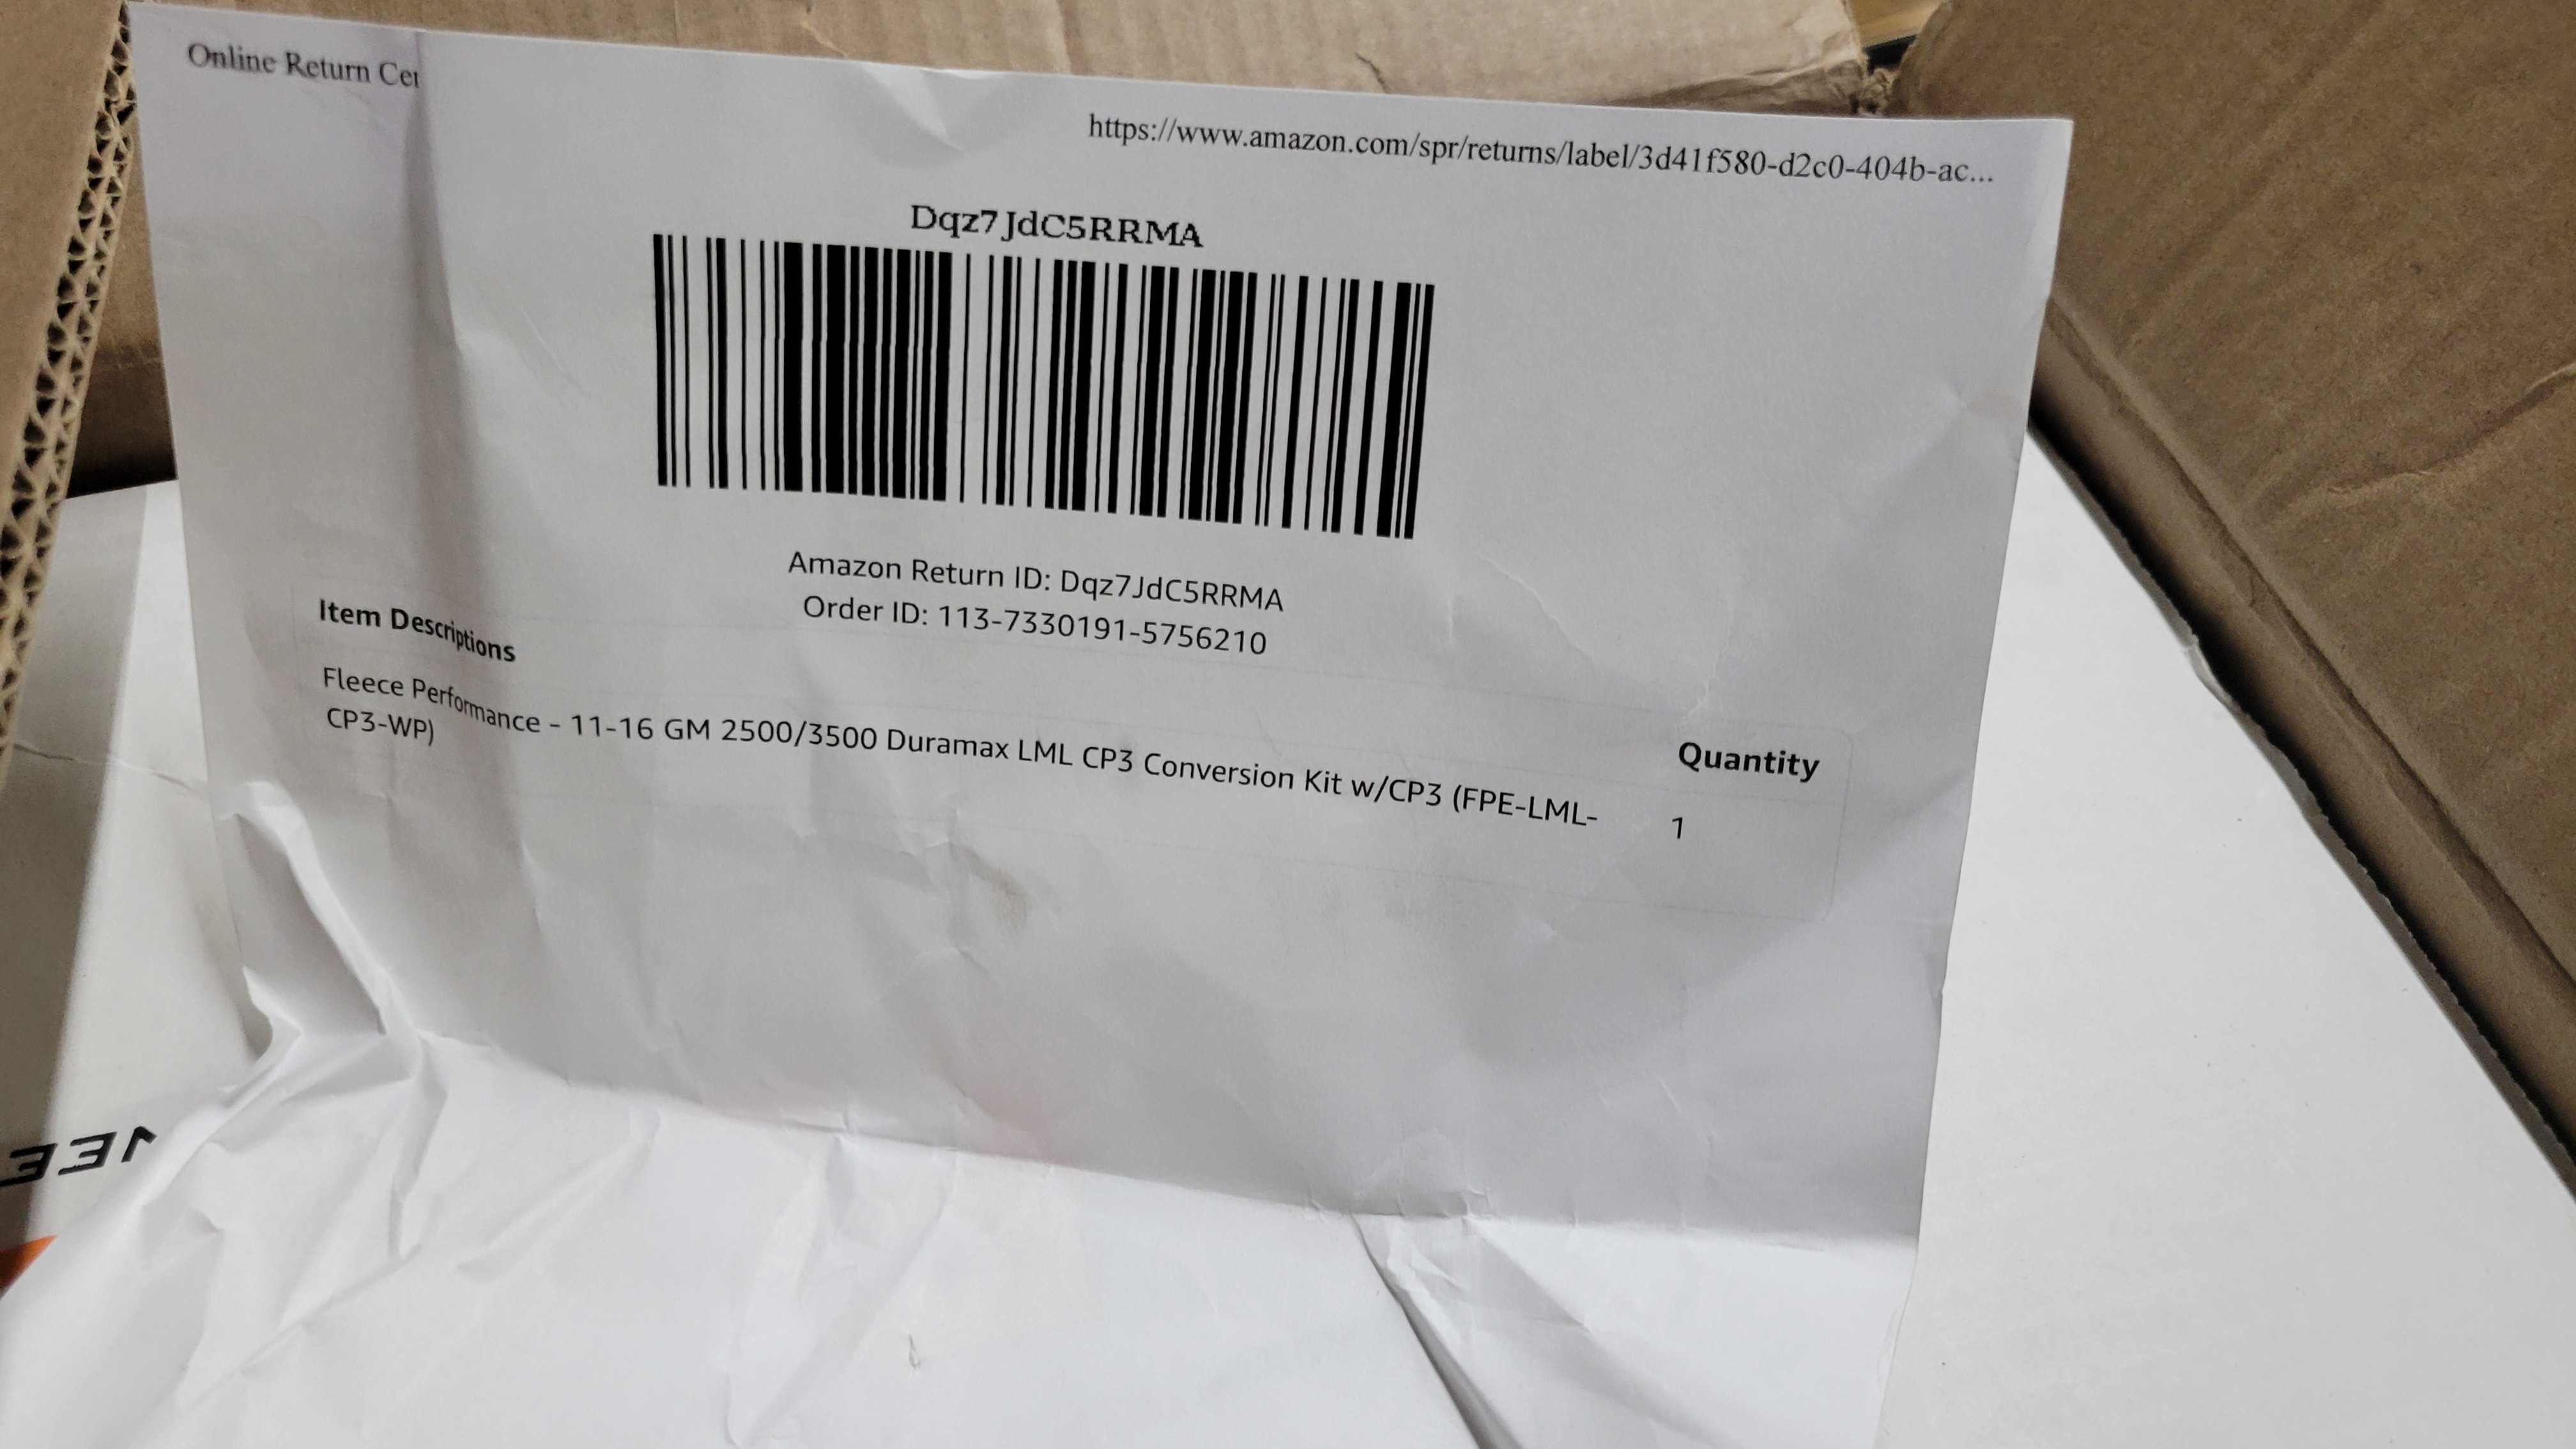 Online Return Cer
https://www.amazon.com/spr/returns/label/3d41f580-d2c0-404b-ac...
Dqz7JdC5RRMA
Amazon Return ID: Dqz7JdC5RRMA
Order ID: 113-7330191-5756210
Item Descriptions
Quantity
Fleece Performance - 11-16 GM 2500/3500 Duramax LML CP3 Conversion Kit w/CP3 (FPE-LML-
CP3-WP)
1